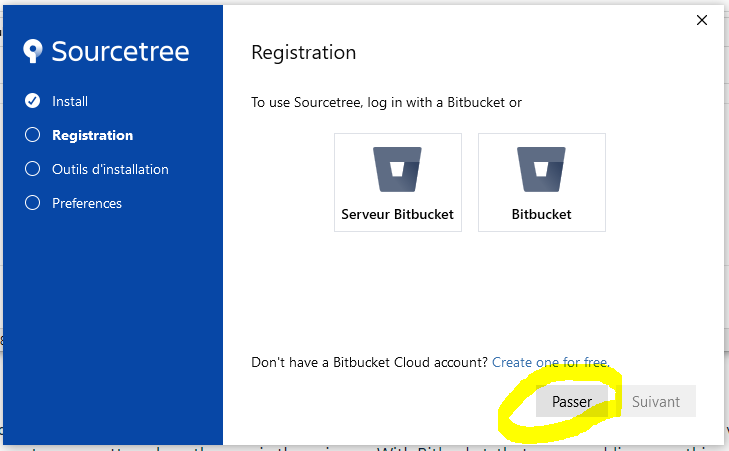 Sourcetree
Install
Registration
Outils d'installation
Preferences
Registration
To use Sourcetree, log in with a Bitbucket or
Serveur Bitbucket
Bitbucket
Don't have a Bitbucket Cloud account? Create one for free.
Passer
Suivant